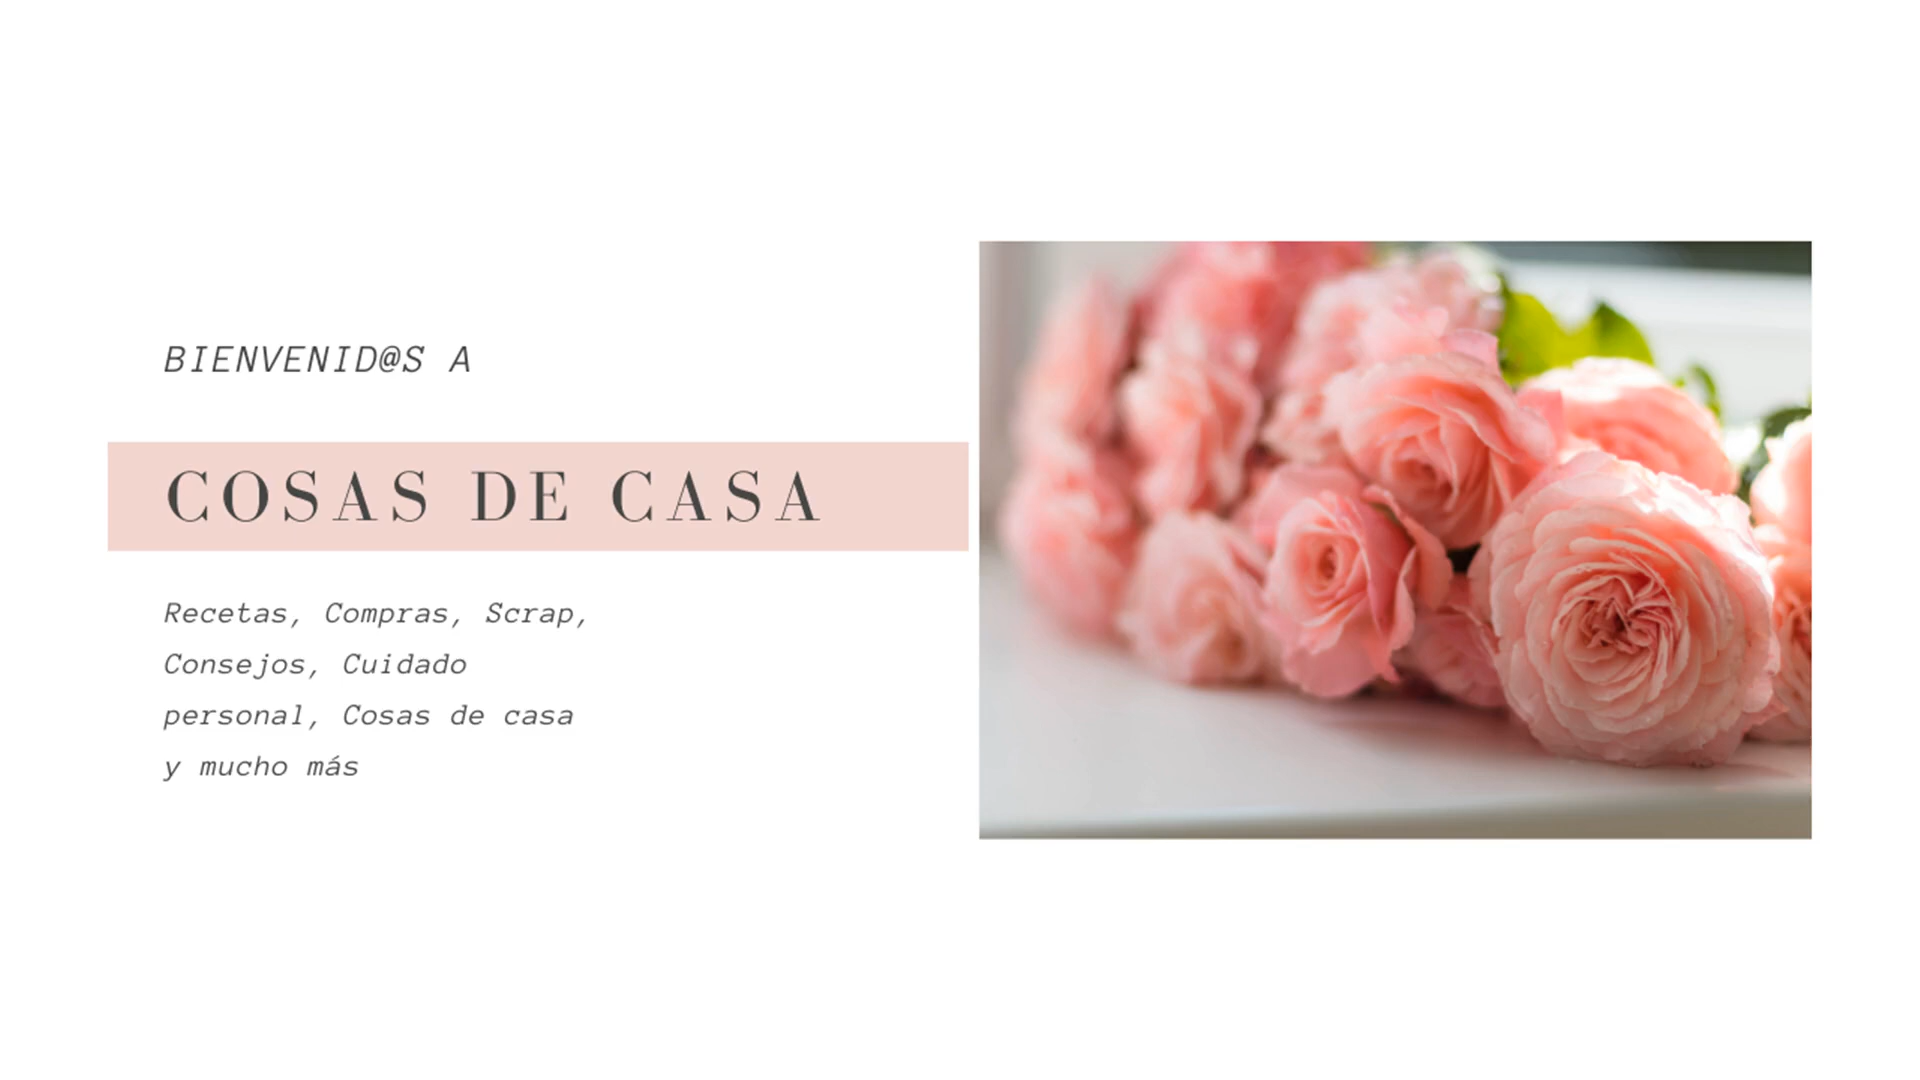 BIENVENID@S A
COSAS DE CASA
Recetas, Compras, Scrap,
Consejos, Cuidado
personal, Cosas de casa
y mucho más